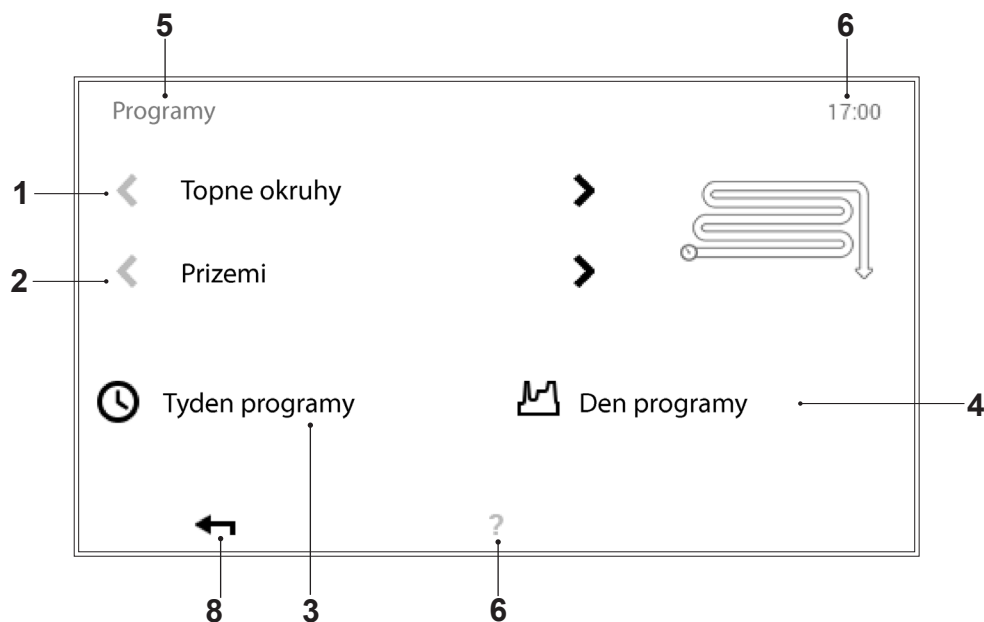 5 6
Programy 17:00
1 Topne okruhy
2 Prizemi
Tyden programy Den programy 4
?
8 3 6